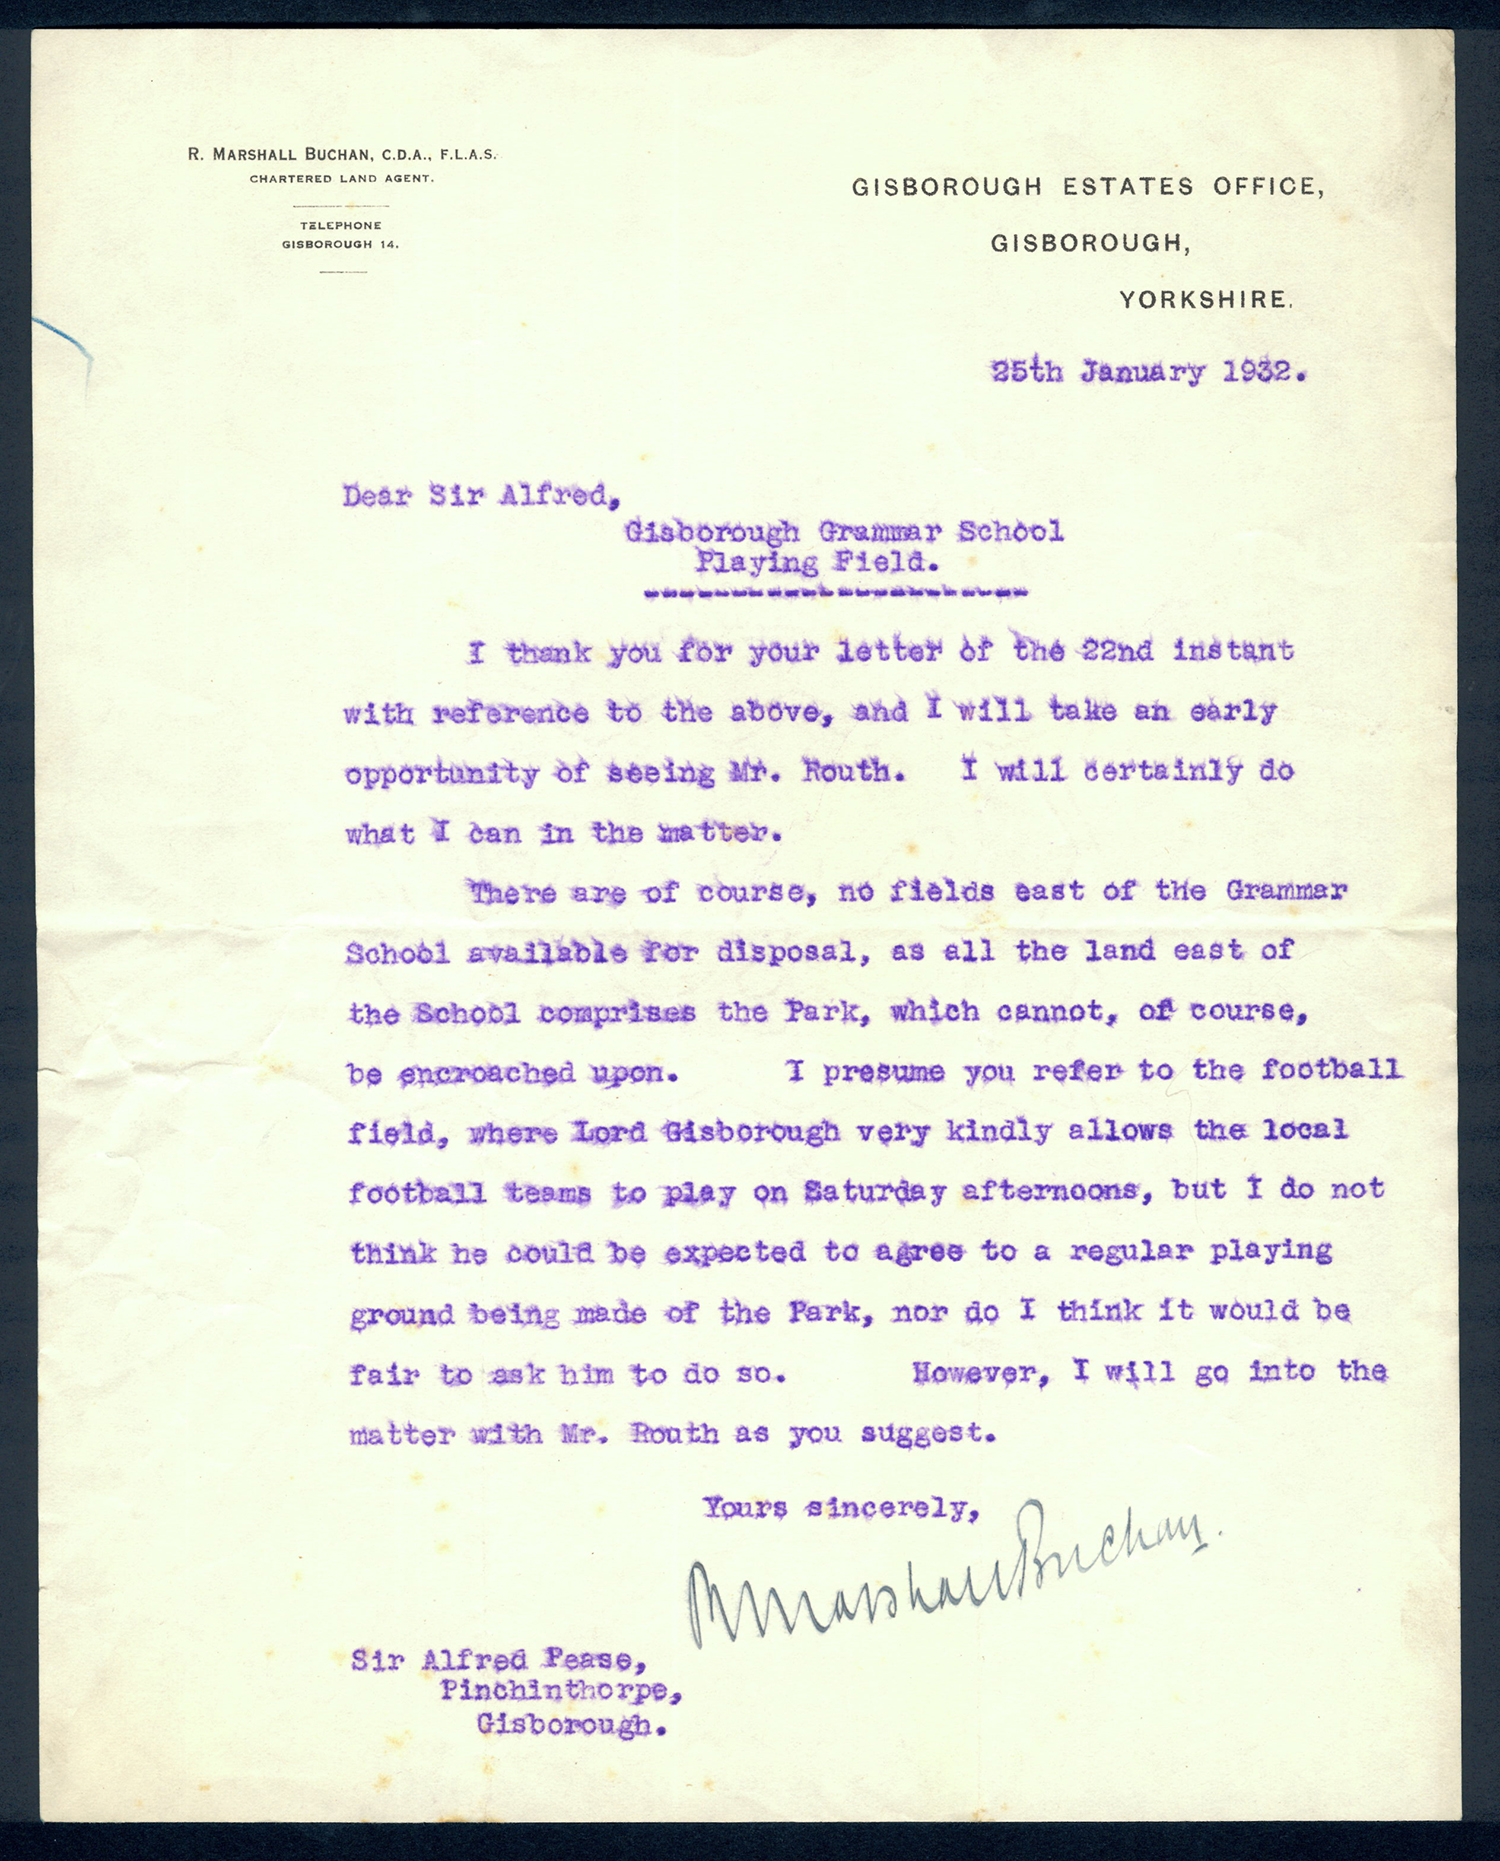 R. MARSHALL BUCHAN, C.D.A., F.L.A.S.
CHARTERED LAND AGENT.
TELEPHONE
GISBOROUGH 14.
GISBOROUGH ESTATES OFFICE,
GISBOROUGH,
YORKSHIRE.
25th January 1932.
Dear Sir Alfred,
Gisborough Grammar School
Playing Field.
I thank you for your letter of the 22nd instant
with reference to the above, and I will take an early
opportunity of seeing Mr. Routh. I will certainly do
what I can in the matter.
There are of course, no fields east of the Grammar
School available for disposal, as all the land east of
the School comprises the Park, which cannot, of course,
be encroached upon. I presume you refer to the football
field, where Lord Gisborough very kindly allows the local
football teams to play on Saturday afternoons, but I do not
think he could be expected to agree to a regular playing
ground being made of the Park, nor do I think it would be
fair to ask him to do so. However, I will go into the
matter with Mr. Routh as you suggest.
Yours sincerely,
R Marshall Buchan.
Sir Alfred Pease,
Pinchinthorpe,
Gisborough.